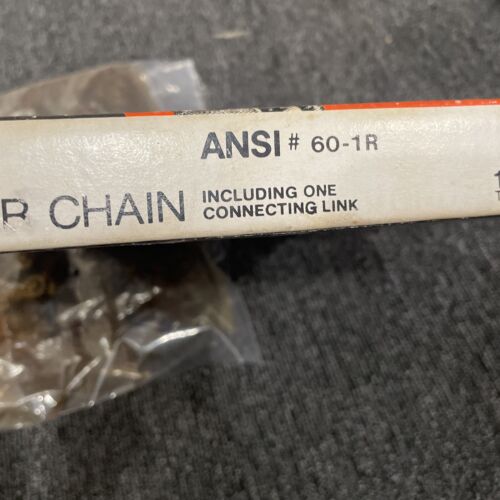 ANSI # 60-1R
R CHAIN INCLUDING ONE
CONNECTING LINK